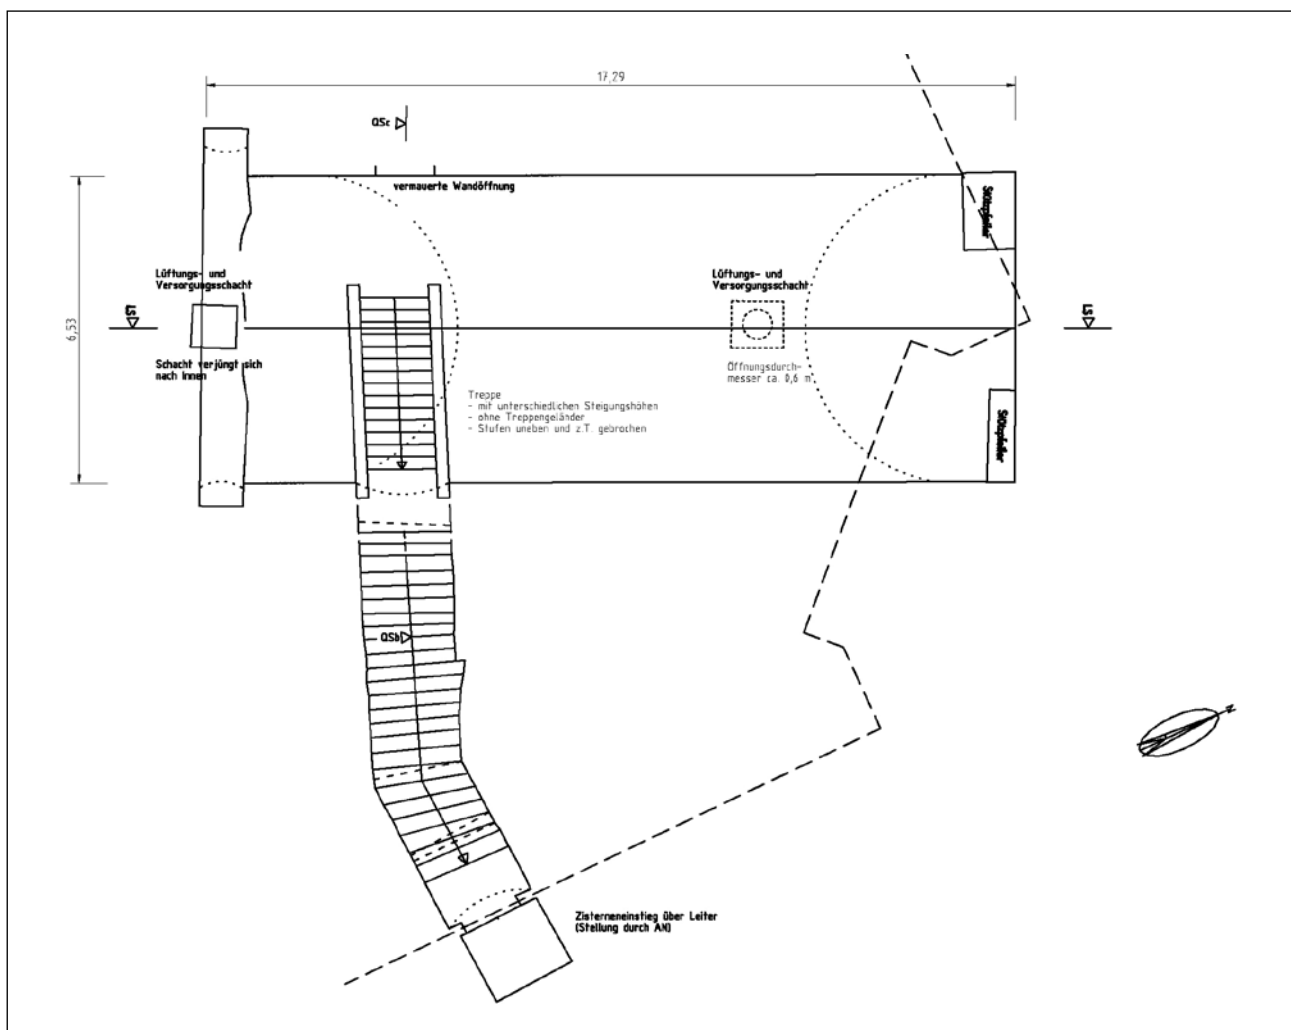 17,29
QSc
vermauerte Wandöffnung
Stützpfeiler
Lüftungs- und
Versorgungsschacht
Lüftungs- und
Versorgungsschacht
LS
LS
6,53
Schacht verjüngt sich
nach Innen
Öffnungsdurch-
messer ca. 0,6 m
Treppe
- mit unterschiedlichen Steigungshöhen
- ohne Treppengeländer
- Stufen uneben und z.T. gebrochen
Stützpfeiler
QSb
N
Zisterneneinstieg über Leiter
(Stellung durch AN)